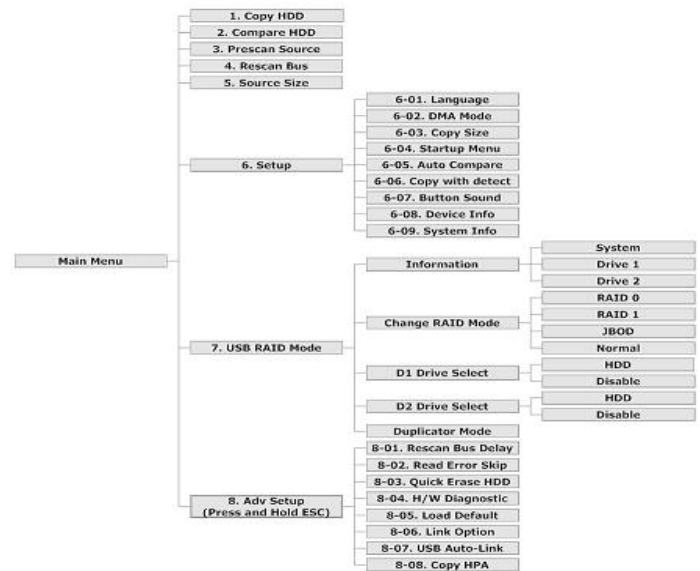 1. Copy HDD
2. Compare HDD
3. Prescan Source
4. Rescan Bus
5. Source Size
6-01. Language
6-02. DMA Mode
6-03. Copy Size
6-04. Startup Menu
6. Setup
6-05. Auto Compare
6-06. Copy with detect
6-07. Button Sound
6-08. Device Info
6-09. System Info
Main Menu
System
Information
Drive 1
Drive 2
RAID 0
Change RAID Mode
RAID 1
JBOD
7. USB RAID Mode
Normal
D1 Drive Select
HDD
Disable
D2 Drive Select
HDD
Disable
Duplicator Mode
8-01. Rescan Bus Delay
8-02. Read Error Skip
8-03. Quick Erase HDD
8. Adv Setup
(Press and Hold ESC)
8-04. H/W Diagnostic
8-05. Load Default
8-06. Link Option
8-07. USB Auto-Link
8-08. Copy HPA